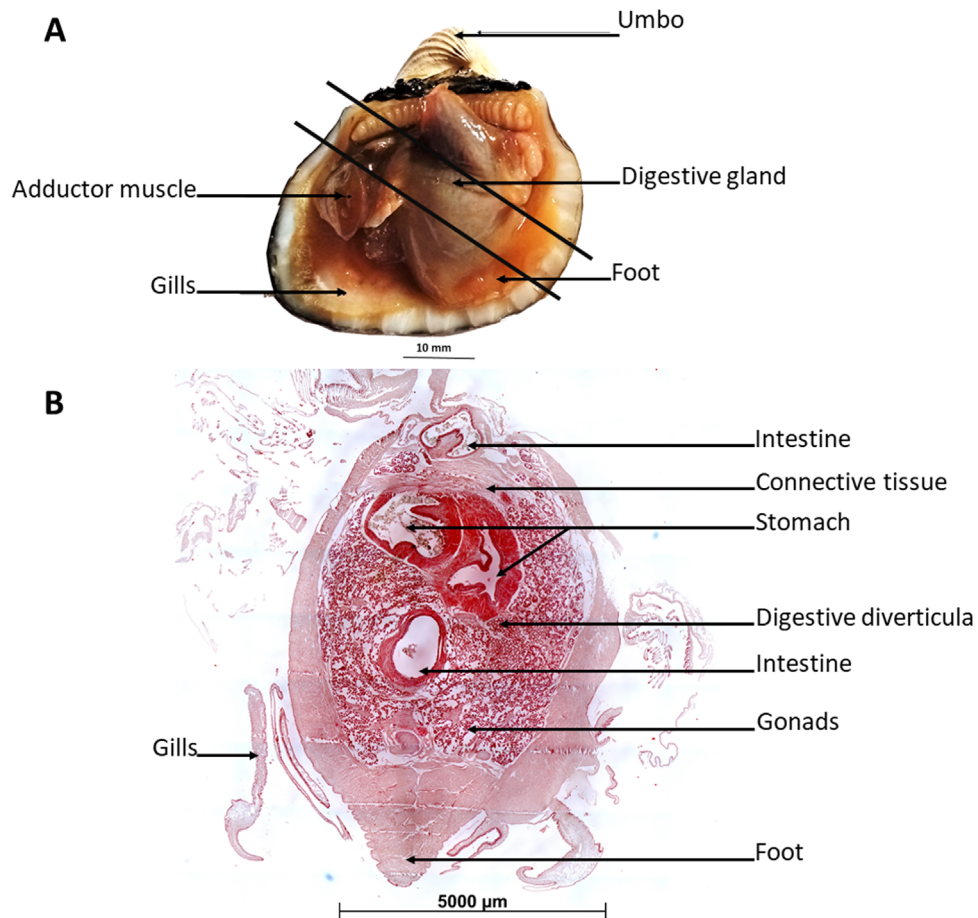 A
Umbo
Adductor muscle
Digestive gland
Gills
Foot
10 mm
B
Intestine
Connective tissue
Stomach
Digestive diverticula
Intestine
Gonads
Gills
Foot
5000 µm